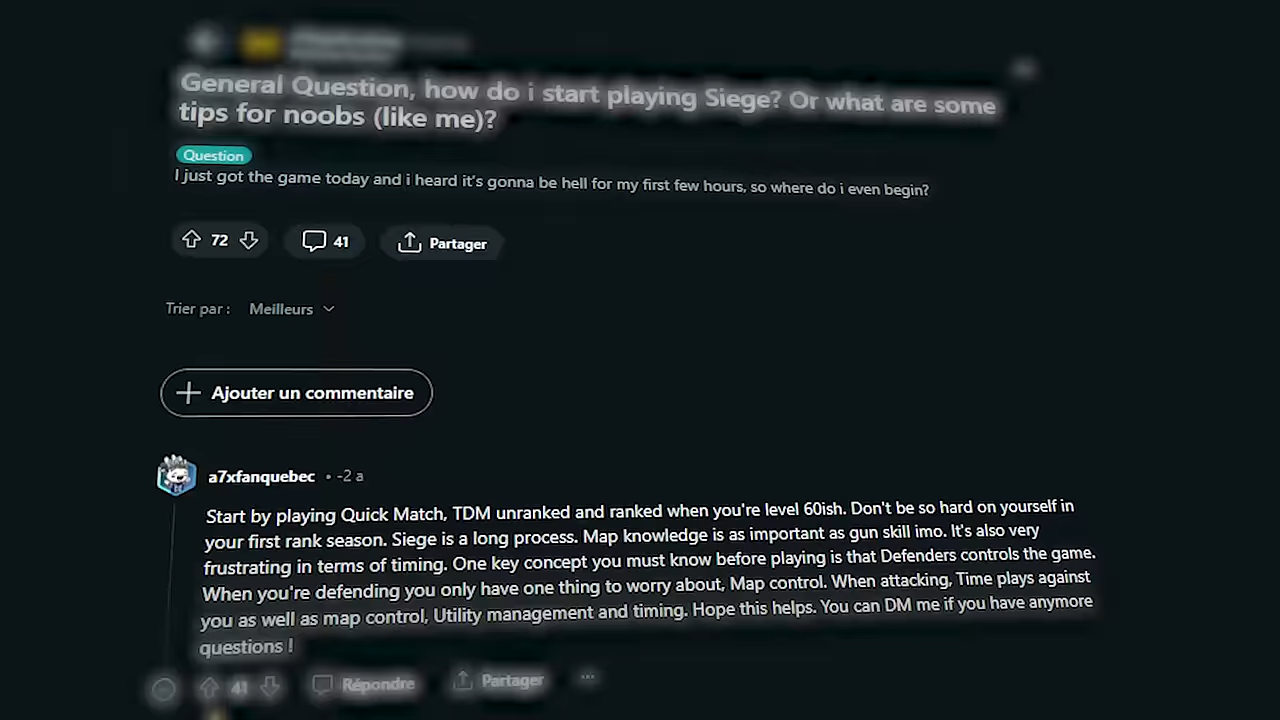 General Question, how do i start playing Siege? Or what are some
tips for noobs (like me)?
Question
I just got the game today and i heard it's gonna be hell for my first few hours, so where do i even begin?
72
41
Partager
Trier par :
Meilleurs
Ajouter un commentaire
a7xfanquebec • -2 a
Start by playing Quick Match, TDM unranked and ranked when you're level 60ish. Don't be so hard on yourself in
your first rank season. Siege is a long process. Map knowledge is as important as gun skill imo. It's also very
frustrating in terms of timing. One key concept you must know before playing is that Defenders controls the game.
When you're defending you only have one thing to worry about, Map control. When attacking, Time plays against
you as well as map control, Utility management and timing. Hope this helps. You can DM me if you have anymore
questions !
41
Répondre
Partager